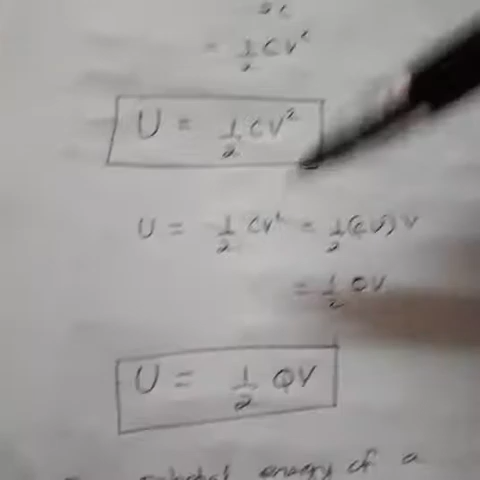 2C
= 1/2 CV²
U = 1/2 CV²
U = 1/2 CV² = 1/2 (CV) V
= 1/2 QV
U = 1/2 QV
energy of a